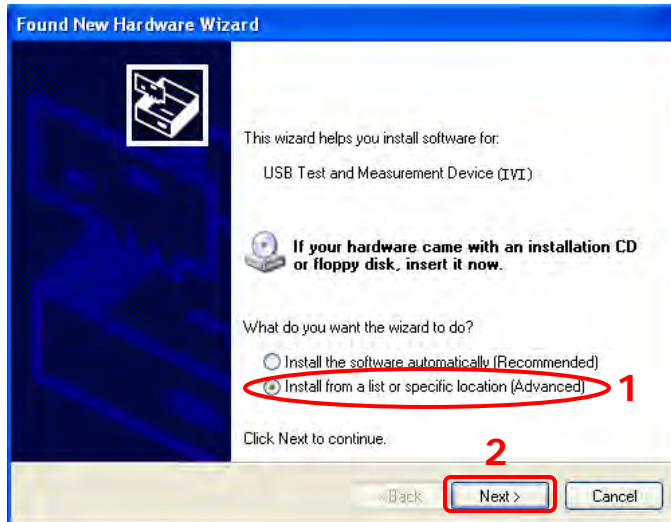 Found New Hardware Wizard
This wizard helps you install software for:
USB Test and Measurement Device (IVI)
If your hardware came with an installation CD
or floppy disk, insert it now.
What do you want the wizard to do?
Install the software automatically (Recommended)
Install from a list or specific location (Advanced)
1
Click Next to continue.
2
< Back
Next >
Cancel